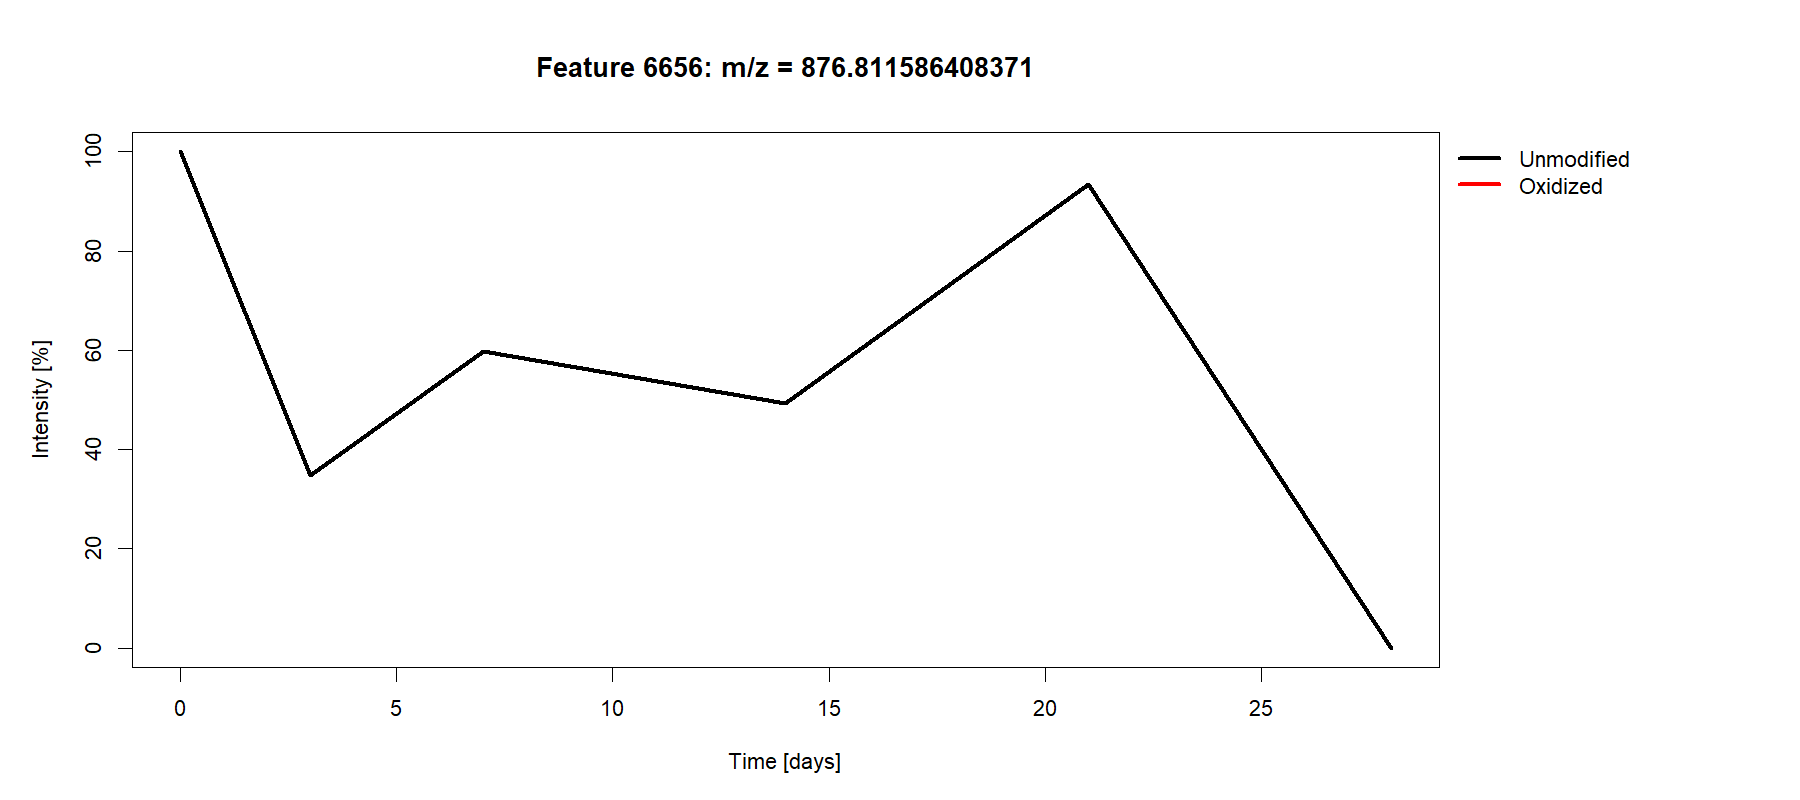 Feature 6656: m/z = 876.811586408371
Unmodified
Oxidized
Intensity [%]
100
80
60
40
20
0
0 5 10 15 20 25
Time [days]